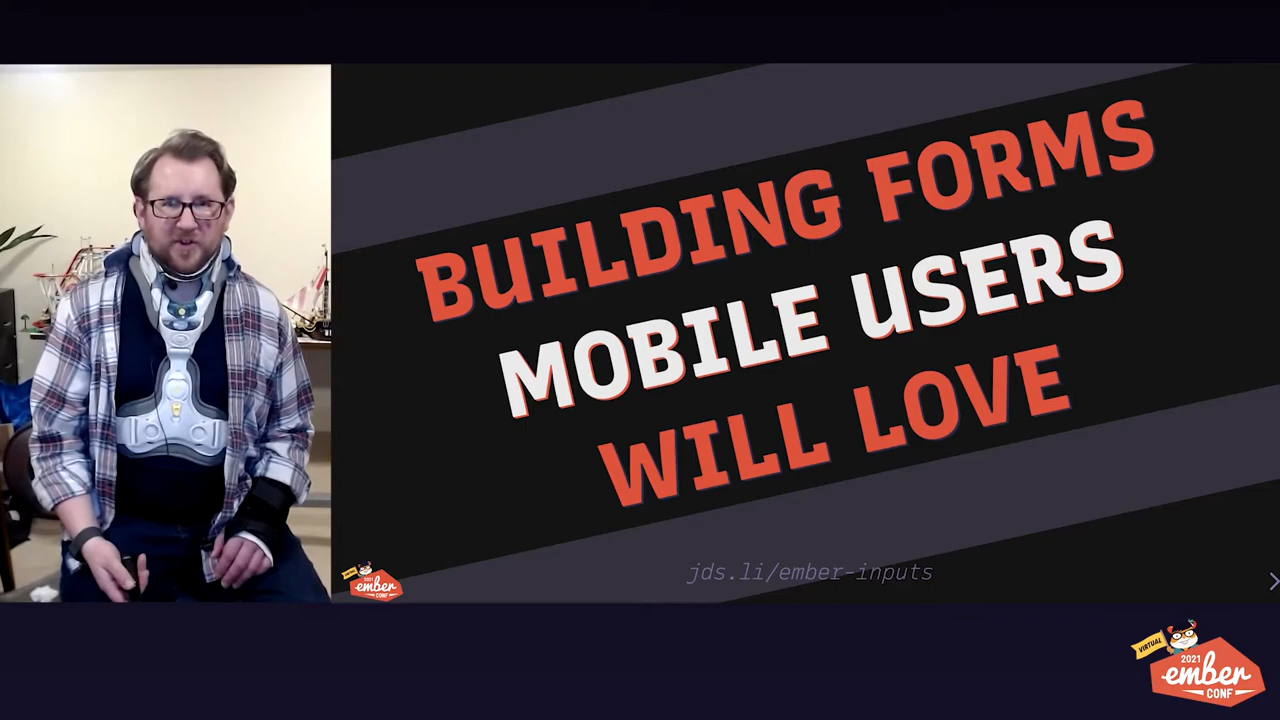 BUILDING FORMS
MOBILE USERS
WILL LOVE
jds.li/ember-inputs
2021
ember
CONF
VIRTUAL
2021
ember
CONF